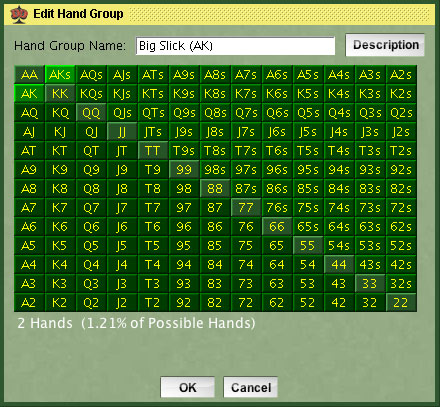 Edit Hand Group
Hand Group Name: Big Slick (AK) Description
AA AKs AQs AJs ATs A9s A8s A7s A6s A5s A4s A3s A2s
AK KK KQs KJs KTs K9s K8s K7s K6s K5s K4s K3s K2s
AQ KQ QQ QJs QTs Q9s Q8s Q7s Q6s Q5s Q4s Q3s Q2s
AJ KJ QJ JJ JTs J9s J8s J7s J6s J5s J4s J3s J2s
AT KT QT JT TT T9s T8s T7s T6s T5s T4s T3s T2s
A9 K9 Q9 J9 T9 99 98s 97s 96s 95s 94s 93s 92s
A8 K8 Q8 J8 T8 98 88 87s 86s 85s 84s 83s 82s
A7 K7 Q7 J7 T7 97 87 77 76s 75s 74s 73s 72s
A6 K6 Q6 J6 T6 96 86 76 66 65s 64s 63s 62s
A5 K5 Q5 J5 T5 95 85 75 65 55 54s 53s 52s
A4 K4 Q4 J4 T4 94 84 74 64 54 44 43s 42s
A3 K3 Q3 J3 T3 93 83 73 63 53 43 33 32s
A2 K2 Q2 J2 T2 92 82 72 62 52 42 32 22
2 Hands (1.21% of Possible Hands)
OK Cancel